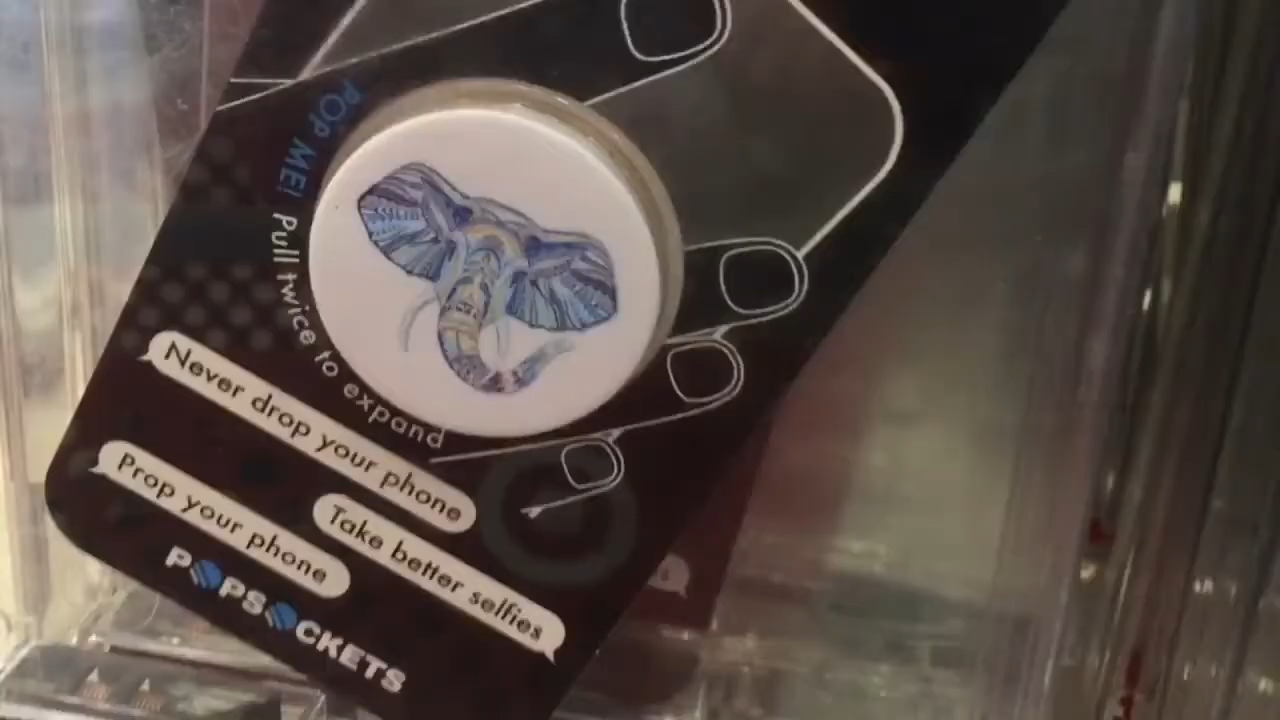 POP ME! Pull twice to expand
Never drop your phone
Prop your phone
Take better selfies
POPSOCKETS